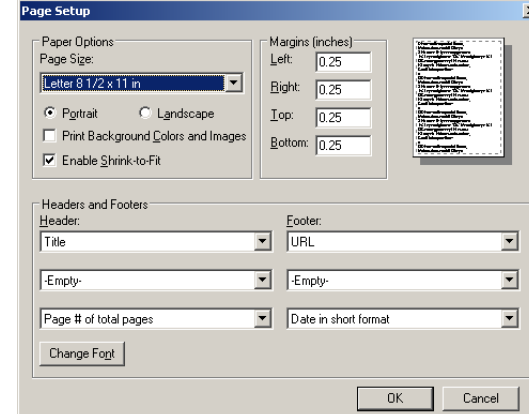 Page Setup
Paper Options
Page Size:
Letter 8 1/2 x 11 in
Portrait Landscape
Print Background Colors and Images
Enable Shrink-to-Fit
Margins (inches)
Left: 0.25
Right: 0.25
Top: 0.25
Bottom: 0.25
Headers and Footers
Header: Footer:
Title URL
-Empty- -Empty-
Page # of total pages Date in short format
Change Font
OK Cancel